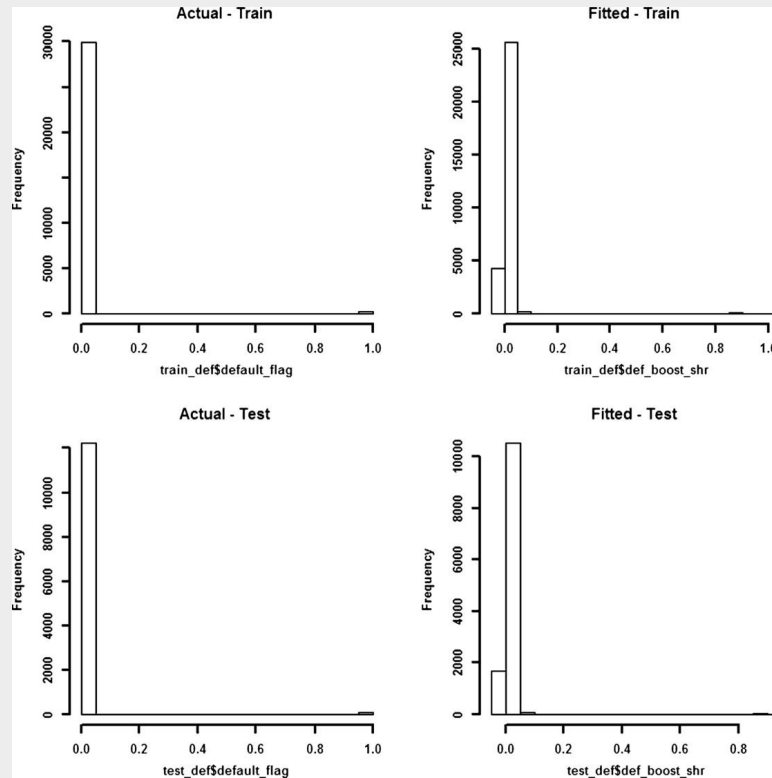 Actual - Train
Frequency
30000
20000
10000
5000
0
0.0 0.2 0.4 0.6 0.8 1.0
train_def$default_flag
Fitted - Train
Frequency
25000
20000
15000
10000
5000
0
0.0 0.2 0.4 0.6 0.8 1.0
train_def$def_boost_shr
Actual - Test
Frequency
10000
8000
6000
4000
2000
0
0.0 0.2 0.4 0.6 0.8 1.0
test_def$default_flag
Fitted - Test
Frequency
10000
8000
6000
4000
2000
0
0.0 0.2 0.4 0.6 0.8
test_def$def_boost_shr